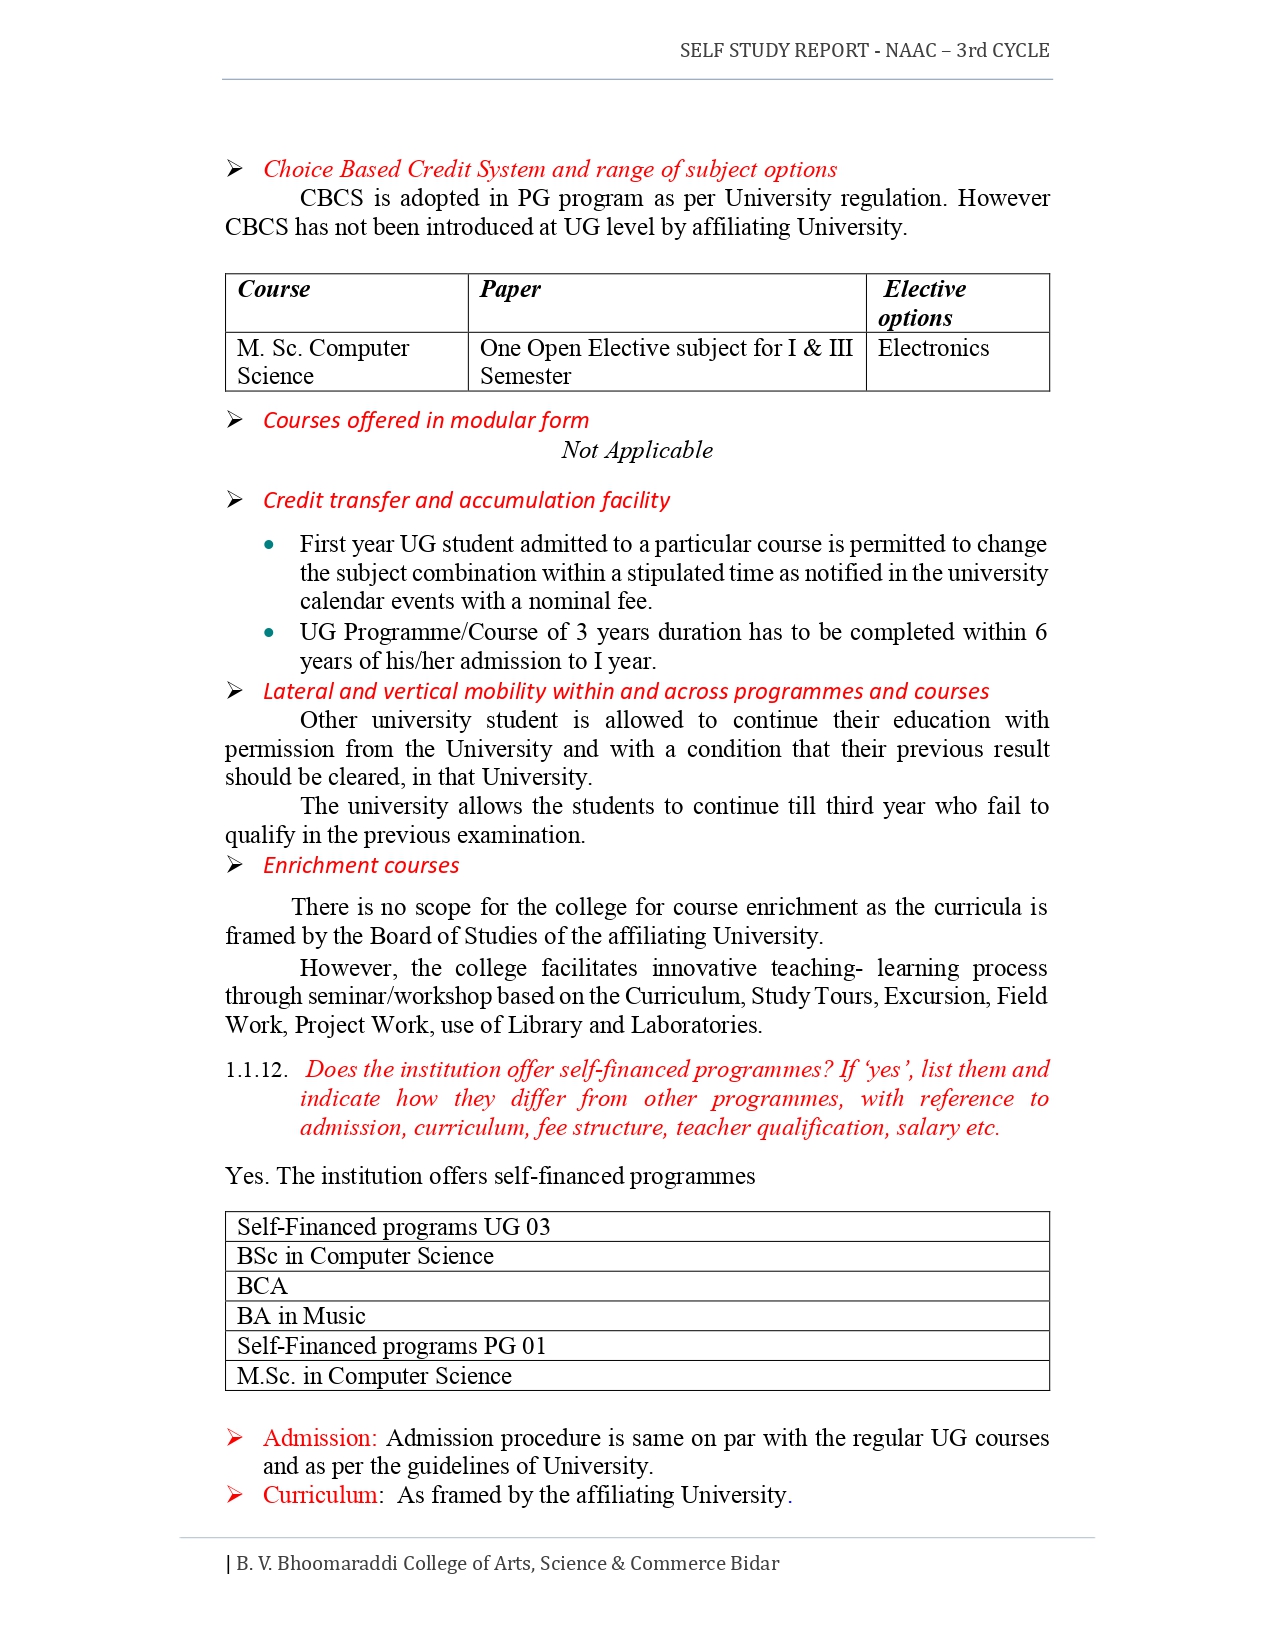 SELF STUDY REPORT - NAAC – 3rd CYCLE
➢ Choice Based Credit System and range of subject options
CBCS is adopted in PG program as per University regulation. However
CBCS has not been introduced at UG level by affiliating University.
Course Paper Elective
options
M. Sc. Computer One Open Elective subject for I & III Electronics
Science Semester
➢ Courses offered in modular form
Not Applicable
➢ Credit transfer and accumulation facility
• First year UG student admitted to a particular course is permitted to change
the subject combination within a stipulated time as notified in the university
calendar events with a nominal fee.
• UG Programme/Course of 3 years duration has to be completed within 6
years of his/her admission to I year.
➢ Lateral and vertical mobility within and across programmes and courses
Other university student is allowed to continue their education with
permission from the University and with a condition that their previous result
should be cleared, in that University.
The university allows the students to continue till third year who fail to
qualify in the previous examination.
➢ Enrichment courses
There is no scope for the college for course enrichment as the curricula is
framed by the Board of Studies of the affiliating University.
However, the college facilitates innovative teaching- learning process
through seminar/workshop based on the Curriculum, Study Tours, Excursion, Field
Work, Project Work, use of Library and Laboratories.
1.1.12. Does the institution offer self-financed programmes? If ‘yes’, list them and
indicate how they differ from other programmes, with reference to
admission, curriculum, fee structure, teacher qualification, salary etc.
Yes. The institution offers self-financed programmes
Self-Financed programs UG 03
BSc in Computer Science
BCA
BA in Music
Self-Financed programs PG 01
M.Sc. in Computer Science
➢ Admission: Admission procedure is same on par with the regular UG courses
and as per the guidelines of University.
➢ Curriculum: As framed by the affiliating University.
| B. V. Bhoomaraddi College of Arts, Science & Commerce Bidar